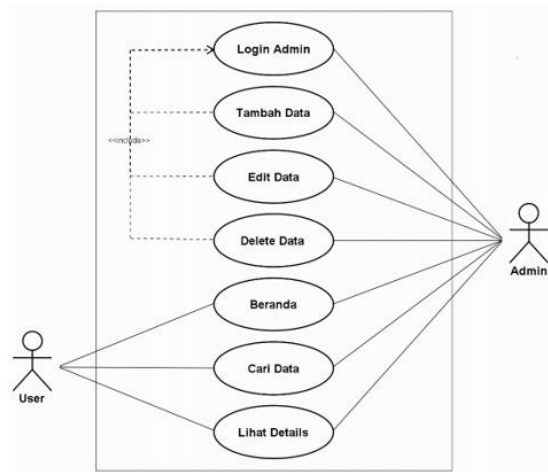 Login Admin
Tambah Data
<<include>>
Edit Data
Delete Data
Admin
Beranda
Cari Data
User
Lihat Details